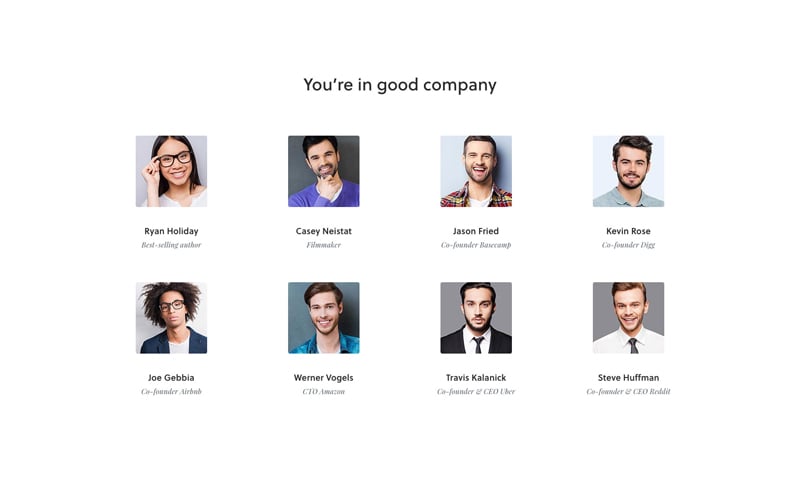 You're in good company
Ryan Holiday
Best-selling author
Casey Neistat
Filmmaker
Jason Fried
Co-founder Basecamp
Kevin Rose
Co-founder Digg
Joe Gebbia
Co-founder Airbnb
Werner Vogels
CTO Amazon
Travis Kalanick
Co-founder & CEO Uber
Steve Huffman
Co-founder & CEO Reddit